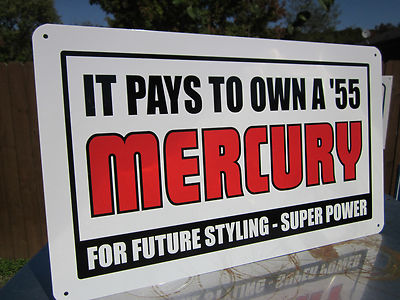 IT PAYS TO OWN A '55
MERCURY
FOR FUTURE STYLING - SUPER POWER